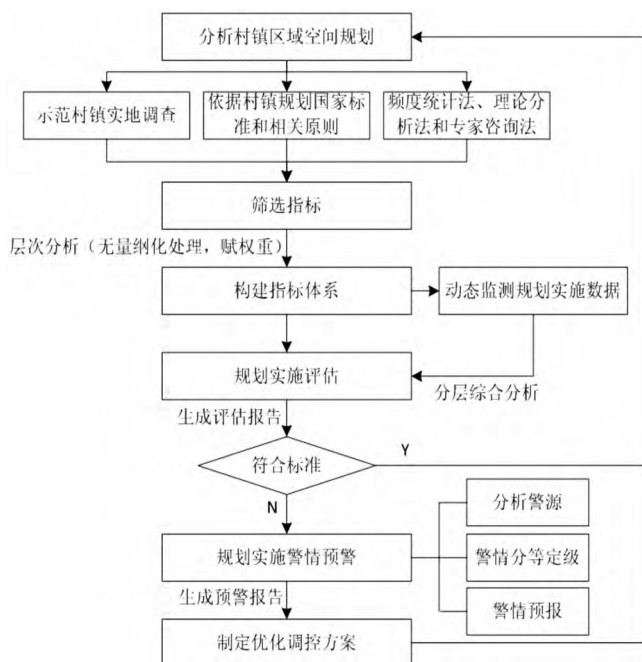 分析村镇区域空间规划
示范村镇实地调查
依据村镇规划国家标
准和相关原则
频度统计法、理论分
析法和专家咨询法
筛选指标
层次分析（无量纲化处理，赋权重）
构建指标体系
动态监测规划实施数据
规划实施评估
分层综合分析
生成评估报告
符合标准
Y
N
分析警源
规划实施警情预警
警情分等定级
生成预警报告
警情预报
制定优化调控方案